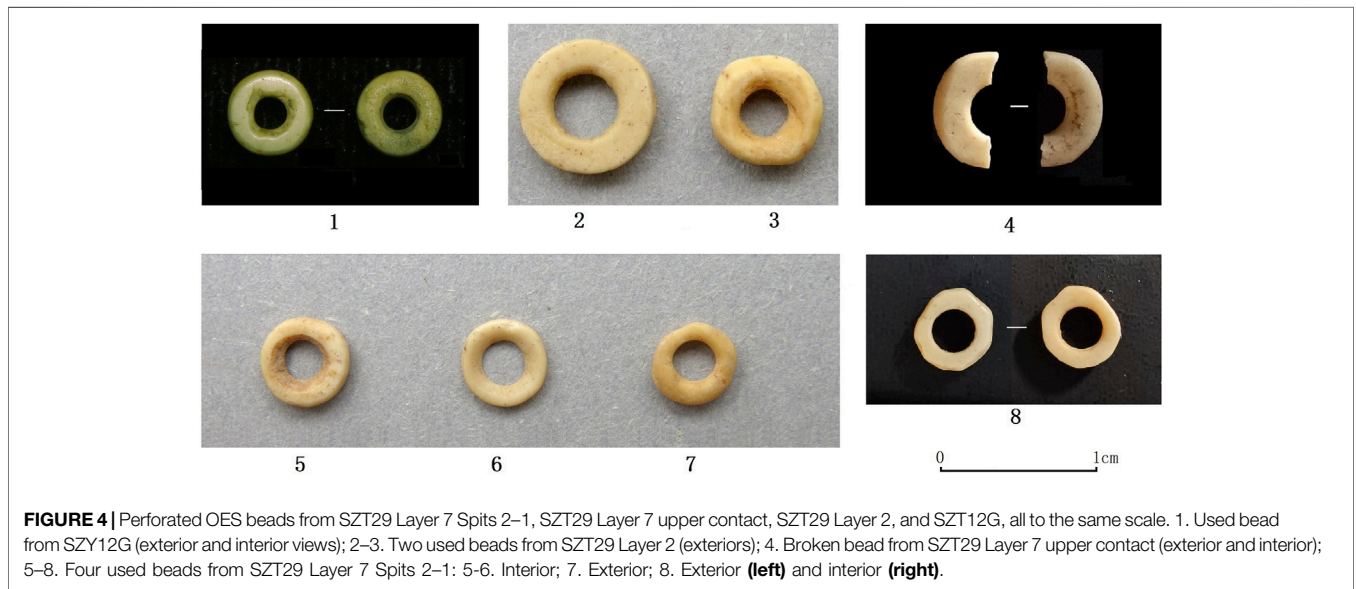 1
2
3
4
5
6
7
8
0 1cm
FIGURE 4 | Perforated OES beads from SZT29 Layer 7 Spits 2–1, SZT29 Layer 7 upper contact, SZT29 Layer 2, and SZT12G, all to the same scale. 1. Used bead
from SZY12G (exterior and interior views); 2–3. Two used beads from SZT29 Layer 2 (exteriors); 4. Broken bead from SZT29 Layer 7 upper contact (exterior and interior);
5–8. Four used beads from SZT29 Layer 7 Spits 2–1: 5-6. Interior; 7. Exterior; 8. Exterior (left) and interior (right).